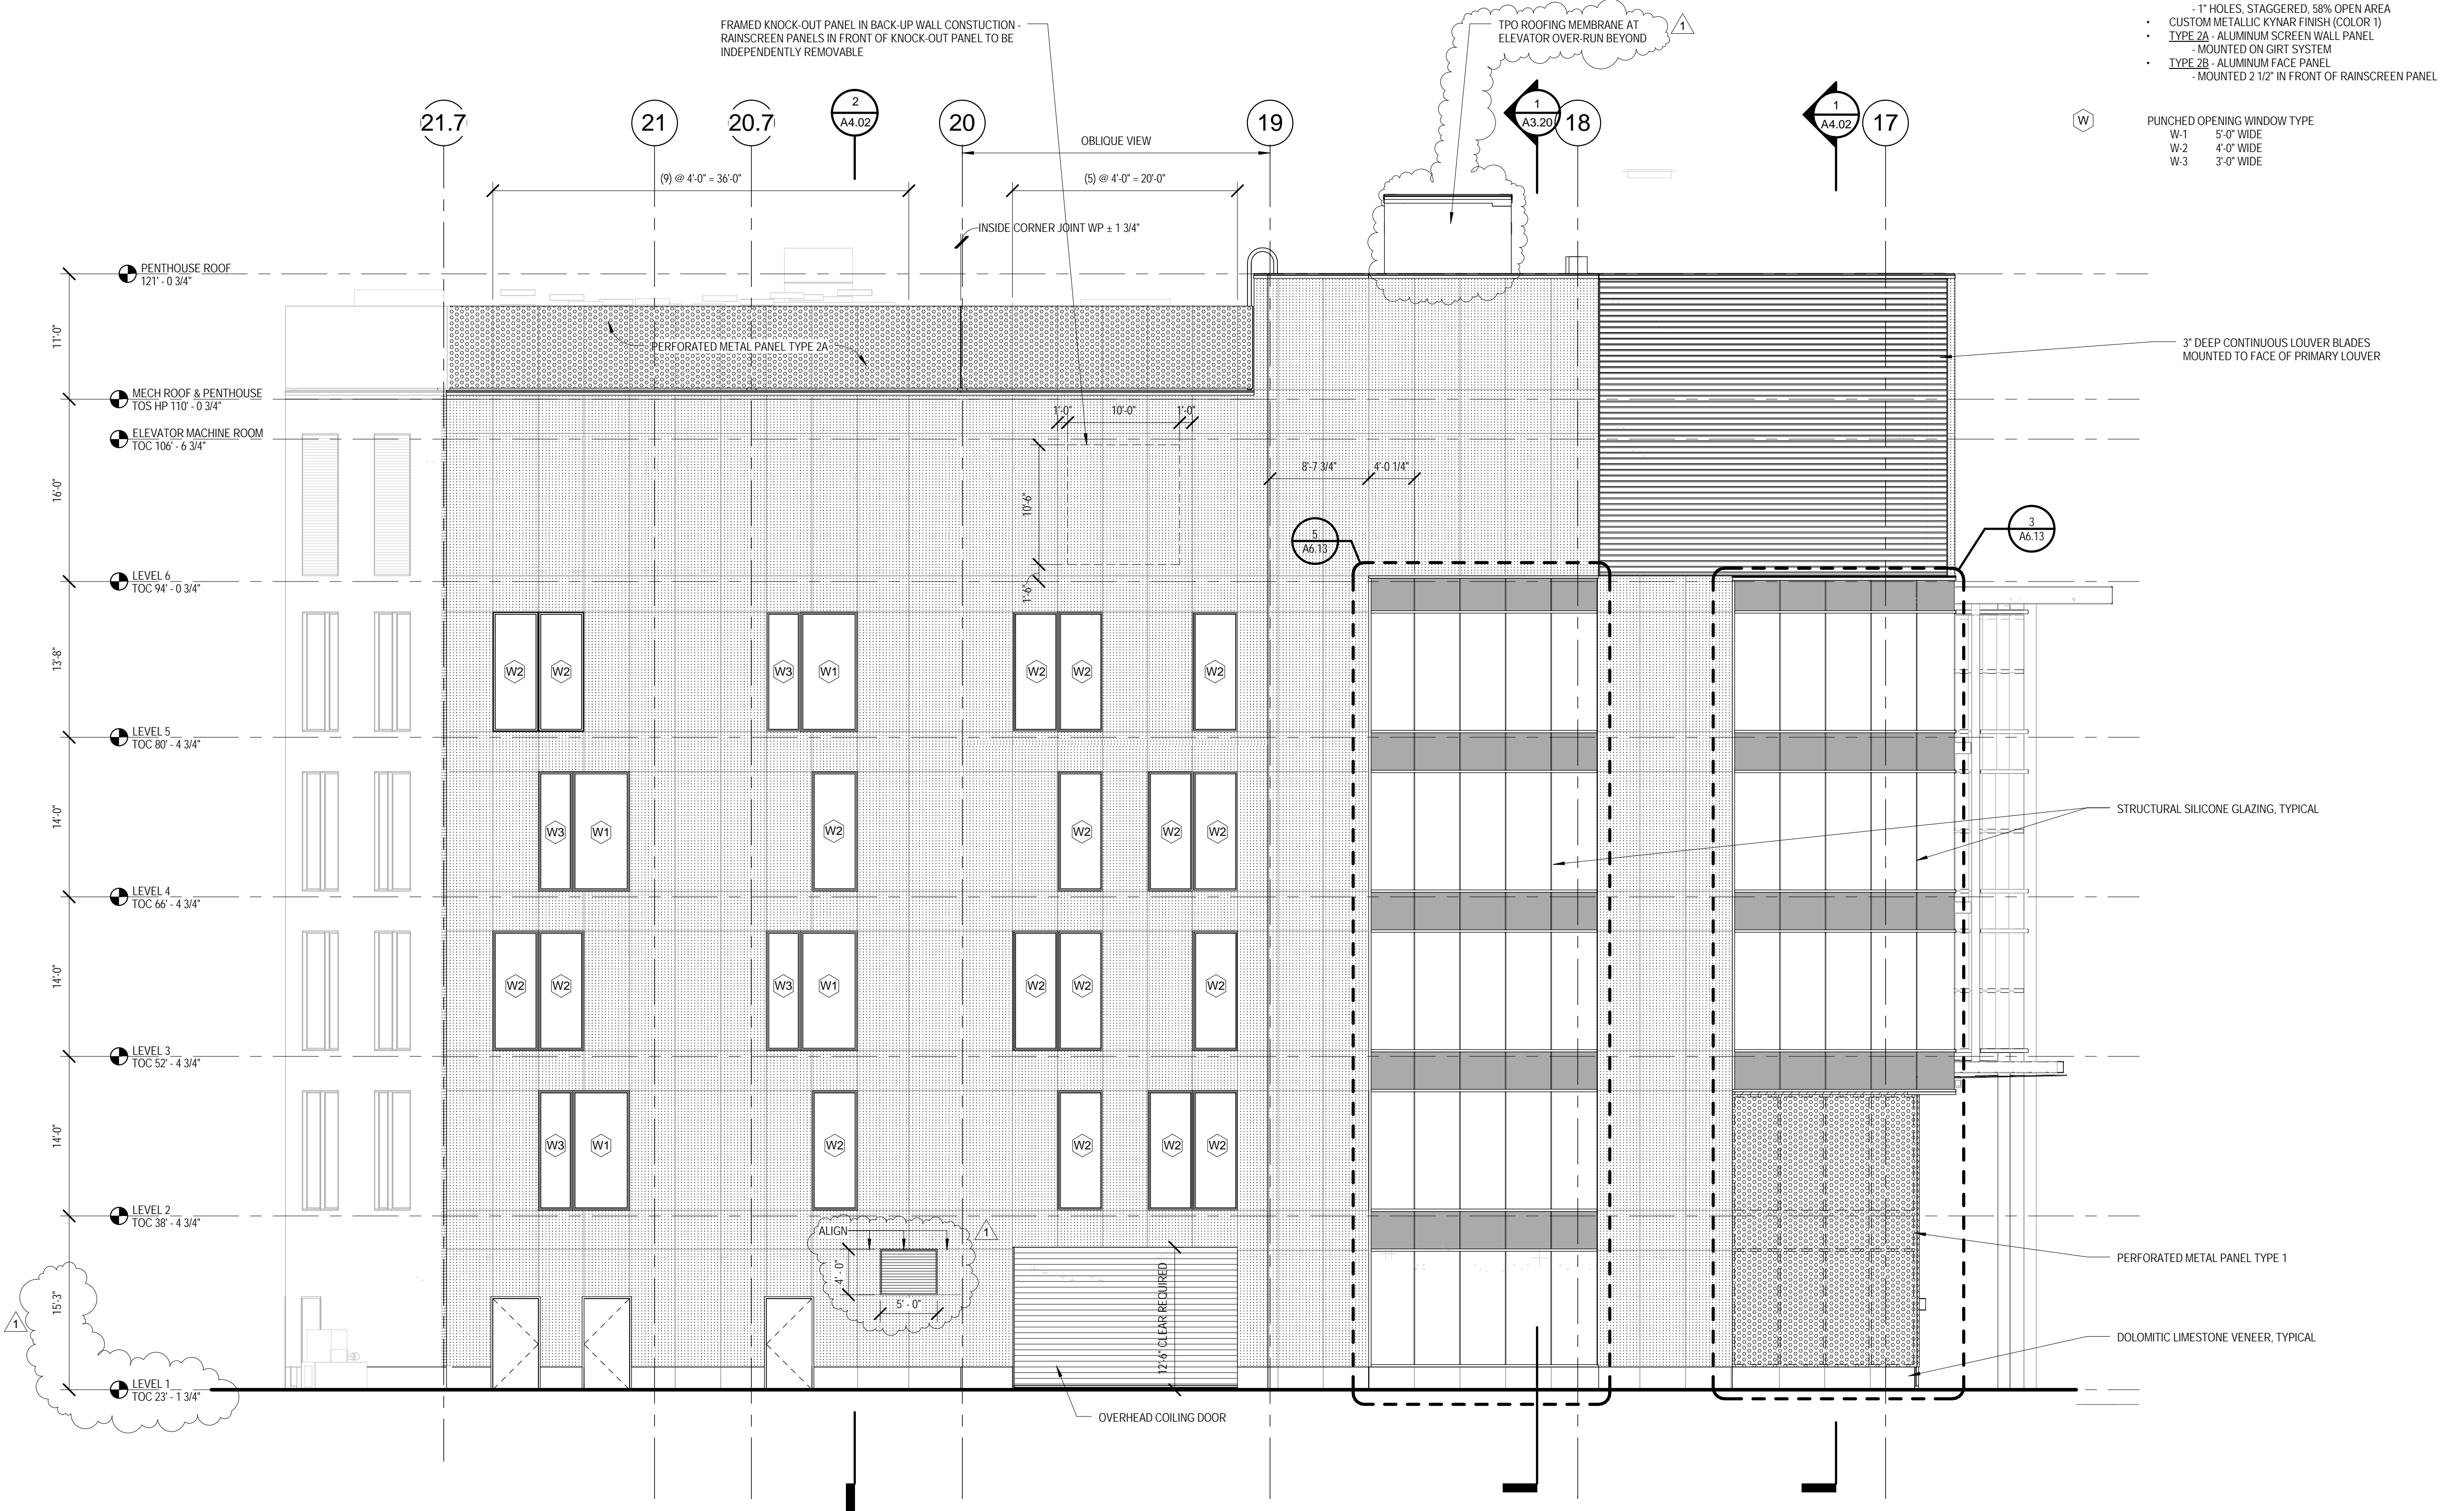 FRAMED KNOCK-OUT PANEL IN BACK-UP WALL CONSTUCTION -
RAINSCREEN PANELS IN FRONT OF KNOCK-OUT PANEL TO BE
INDEPENDENTLY REMOVABLE
TPO ROOFING MEMBRANE AT
ELEVATOR OVER-RUN BEYOND
1
- 1" HOLES, STAGGERED, 58% OPEN AREA
• CUSTOM METALLIC KYNAR FINISH (COLOR 1)
• TYPE 2A - ALUMINUM SCREEN WALL PANEL
- MOUNTED ON GIRT SYSTEM
• TYPE 2B - ALUMINUM FACE PANEL
- MOUNTED 2 1/2" IN FRONT OF RAINSCREEN PANEL
W
PUNCHED OPENING WINDOW TYPE
W-1 5'-0" WIDE
W-2 4'-0" WIDE
W-3 3'-0" WIDE
21.7
21
20.7
2
A4.02
20
19
1
A3.20
18
1
A4.02
17
OBLIQUE VIEW
(9) @ 4'-0" = 36'-0"
(5) @ 4'-0" = 20'-0"
INSIDE CORNER JOINT WP ± 1 3/4"
PENTHOUSE ROOF
121' - 0 3/4"
11'-0"
PERFORATED METAL PANEL TYPE 2A
3" DEEP CONTINUOUS LOUVER BLADES
MOUNTED TO FACE OF PRIMARY LOUVER
MECH ROOF & PENTHOUSE
TOS HP 110' - 0 3/4"
1'-0"
10'-0"
1'-0"
ELEVATOR MACHINE ROOM
TOC 106' - 6 3/4"
16'-0"
10'-6"
8'-7 3/4"
4'-0 1/4"
5
A6.13
3
A6.13
LEVEL 6
TOC 94' - 0 3/4"
1'-6"
13'-8"
W2
W2
W3
W1
W2
W2
W2
LEVEL 5
TOC 80' - 4 3/4"
14'-0"
W3
W1
W2
W2
W2
W2
STRUCTURAL SILICONE GLAZING, TYPICAL
LEVEL 4
TOC 66' - 4 3/4"
14'-0"
W2
W2
W3
W1
W2
W2
W2
LEVEL 3
TOC 52' - 4 3/4"
14'-0"
W3
W1
W2
W2
W2
W2
LEVEL 2
TOC 38' - 4 3/4"
ALIGN
1
4' - 0"
5' - 0"
12'-6" CLEAR REQUIRED
PERFORATED METAL PANEL TYPE 1
15'-3"
1
DOLOMITIC LIMESTONE VENEER, TYPICAL
LEVEL 1
TOC 23' - 1 3/4"
OVERHEAD COILING DOOR